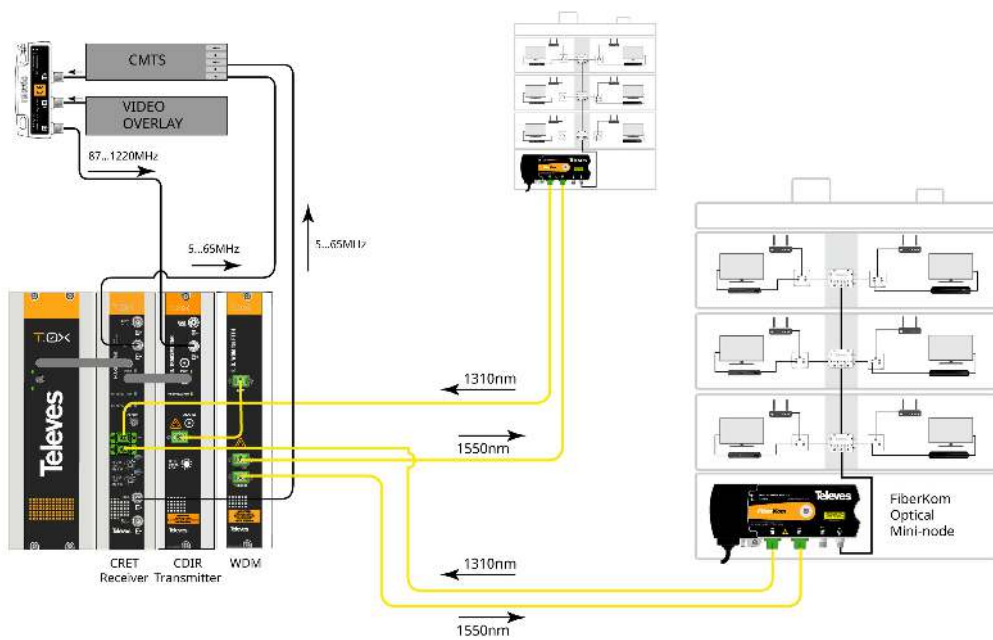 CMTS
VIDEO
OVERLAY
87...1220MHz
5...65MHz
5...65MHz
T.0X
Televes
CRET
Receiver
CDIR
Transmitter
WDM
1310nm
1550nm
1310nm
1550nm
Televes
FiberKom
Televes
FiberKom
Optical
Mini-node